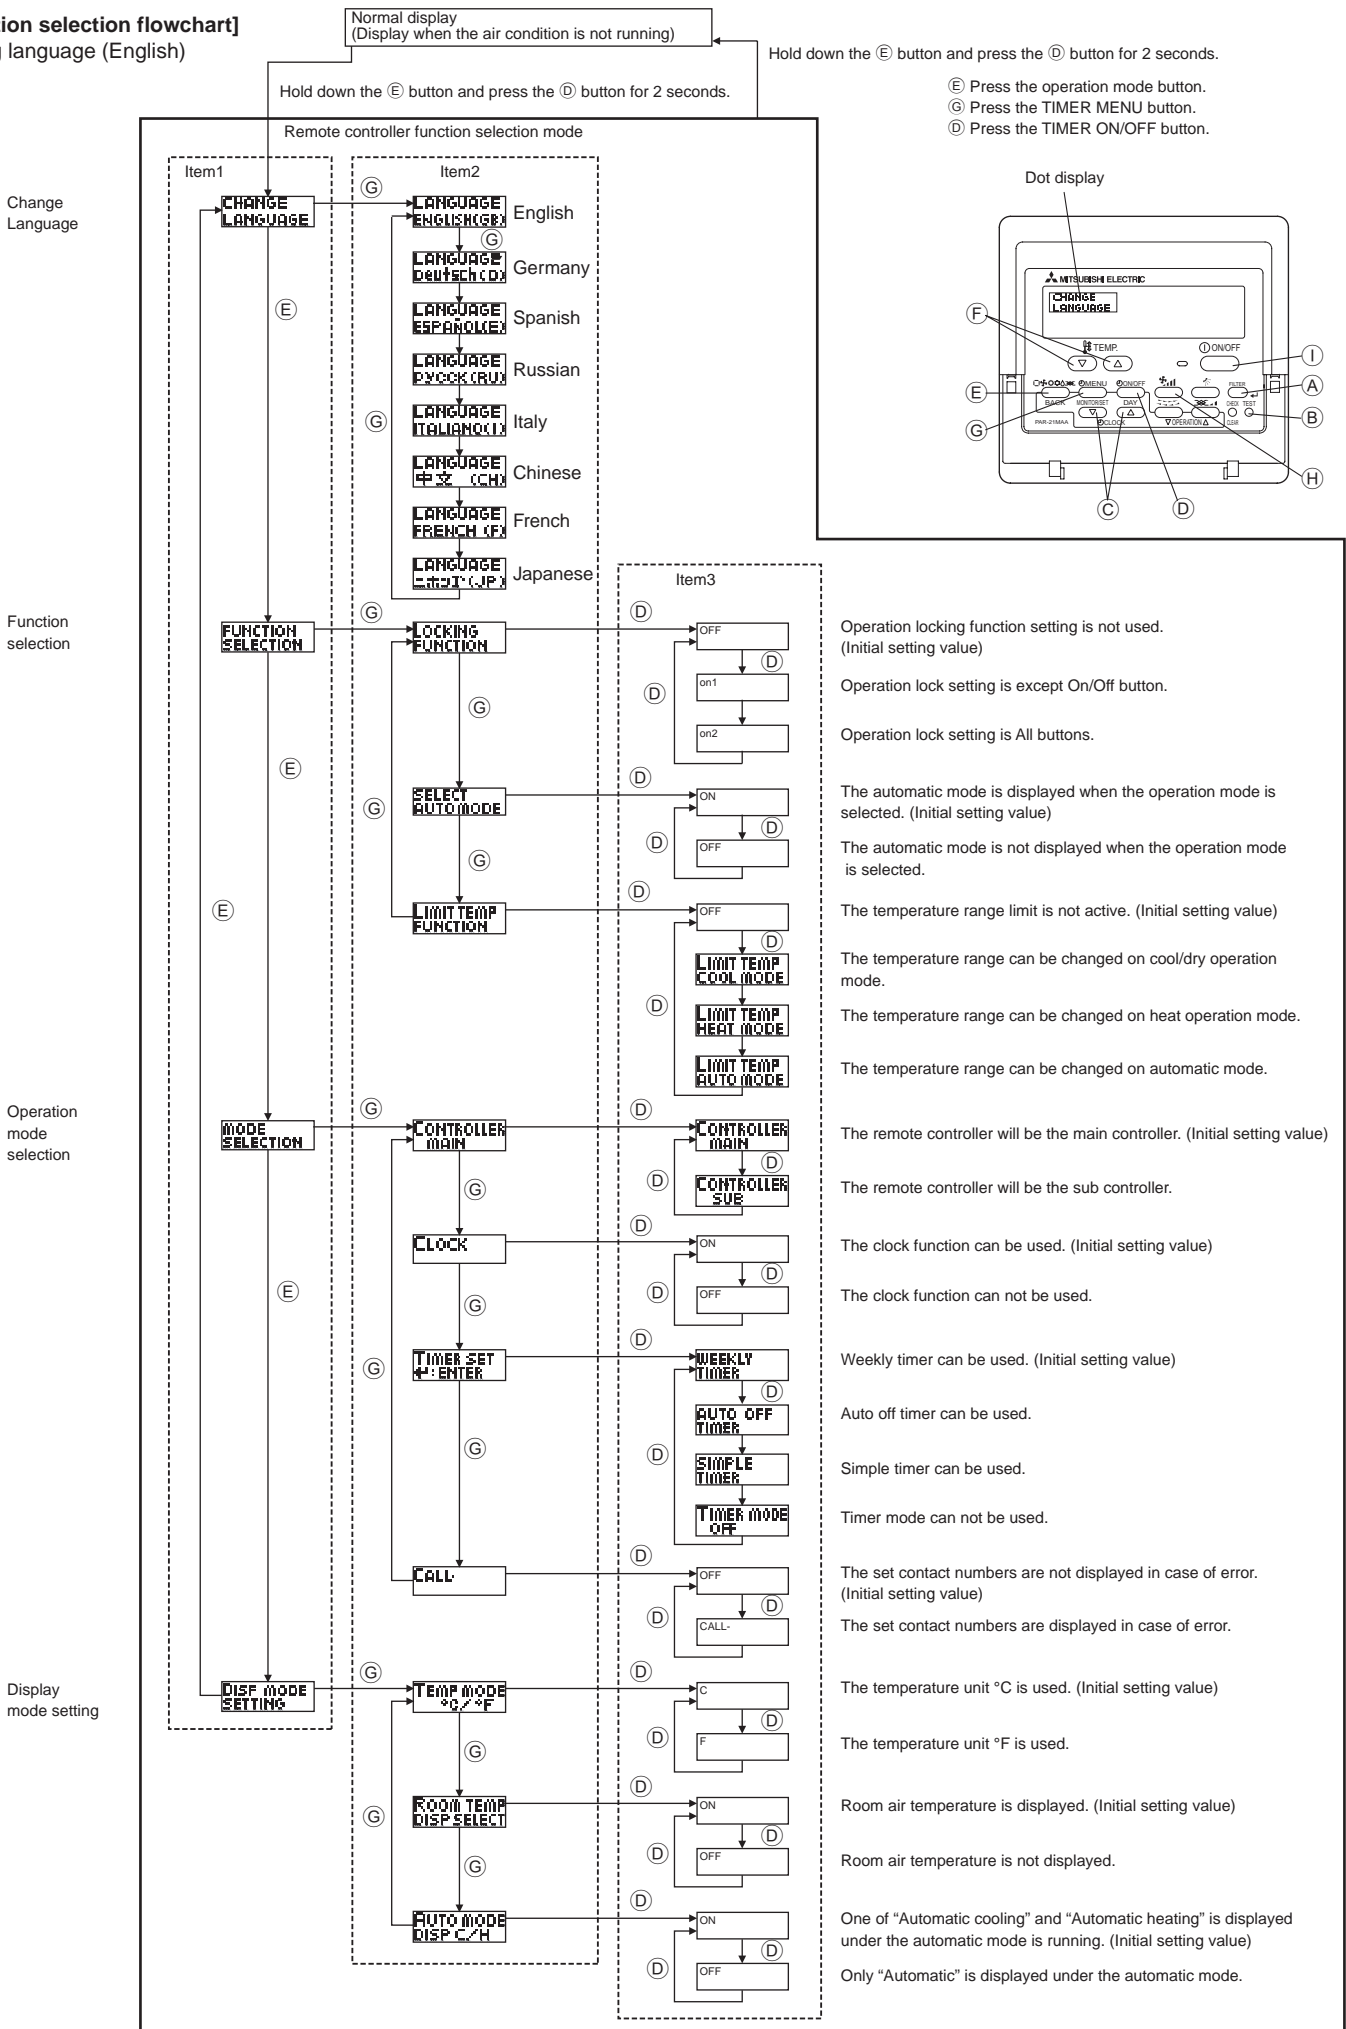 tion selection flowchart]
g language (English)
Normal display
(Display when the air condition is not running)
Hold down the Ⓔ button and press the Ⓓ button for 2 seconds.
Hold down the Ⓔ button and press the Ⓓ button for 2 seconds.
Ⓔ Press the operation mode button.
Ⓖ Press the TIMER MENU button.
Ⓓ Press the TIMER ON/OFF button.
Remote controller function selection mode
Item1
Item2
Dot display
MITSUBISHI ELECTRIC
CHANGE
LANGUAGE
TEMP.
ON/OFF
MENU
ON/OFF
FILTER
BACK
MONITOR/SET
DAY
CHECK
TEST
PAR-21MAA
CLOCK
OPERATION
CLEAR
Ⓕ
Ⓔ
Ⓖ
Ⓘ
Ⓐ
Ⓑ
Ⓗ
Ⓒ
Ⓓ
Change
Language
CHANGE
LANGUAGE
Ⓖ
LANGUAGE
ENGLISH(GB)
English
Ⓖ
LANGUAGE
Deutsch(D)
Germany
Ⓔ
LANGUAGE
ESPAÑOL(E)
Spanish
LANGUAGE
РУССК(RU)
Russian
Ⓖ
LANGUAGE
ITALIANO(I)
Italy
LANGUAGE
中文 (CH)
Chinese
LANGUAGE
FRENCH (F)
French
LANGUAGE
ニホンゴ(JP)
Japanese
Item3
Function
selection
FUNCTION
SELECTION
Ⓖ
LOCKING
FUNCTION
Ⓓ
OFF
Operation locking function setting is not used.
(Initial setting value)
Ⓓ
Ⓓ
on1
Operation lock setting is except On/Off button.
Ⓖ
on2
Operation lock setting is All buttons.
Ⓔ
Ⓖ
SELECT
AUTO MODE
Ⓓ
ON
The automatic mode is displayed when the operation mode is
selected. (Initial setting value)
Ⓓ
Ⓓ
OFF
The automatic mode is not displayed when the operation mode
is selected.
Ⓖ
Ⓔ
LIMIT TEMP
FUNCTION
Ⓓ
OFF
The temperature range limit is not active. (Initial setting value)
Ⓓ
LIMIT TEMP
COOL MODE
The temperature range can be changed on cool/dry operation
mode.
Ⓓ
LIMIT TEMP
HEAT MODE
The temperature range can be changed on heat operation mode.
LIMIT TEMP
AUTO MODE
The temperature range can be changed on automatic mode.
Operation
mode
selection
MODE
SELECTION
Ⓖ
CONTROLLER
MAIN
Ⓓ
CONTROLLER
MAIN
The remote controller will be the main controller. (Initial setting value)
Ⓓ
Ⓓ
CONTROLLER
SUB
The remote controller will be the sub controller.
Ⓖ
CLOCK
Ⓓ
ON
The clock function can be used. (Initial setting value)
Ⓓ
Ⓓ
OFF
The clock function can not be used.
Ⓔ
Ⓖ
Ⓖ
TIMER SET
↵:ENTER
Ⓓ
WEEKLY
TIMER
Weekly timer can be used. (Initial setting value)
Ⓓ
AUTO OFF
TIMER
Auto off timer can be used.
Ⓖ
Ⓓ
SIMPLE
TIMER
Simple timer can be used.
TIMER MODE
OFF
Timer mode can not be used.
CALL.
Ⓓ
OFF
The set contact numbers are not displayed in case of error.
(Initial setting value)
Ⓓ
Ⓓ
CALL-
The set contact numbers are displayed in case of error.
Display
mode setting
DISP MODE
SETTING
Ⓖ
TEMP MODE
°C/°F
Ⓓ
C
The temperature unit °C is used. (Initial setting value)
Ⓓ
Ⓓ
F
The temperature unit °F is used.
Ⓖ
Ⓖ
ROOM TEMP
DISP SELECT
Ⓓ
ON
Room air temperature is displayed. (Initial setting value)
Ⓓ
Ⓓ
OFF
Room air temperature is not displayed.
Ⓖ
AUTO MODE
DISP C/H
Ⓓ
ON
One of “Automatic cooling” and “Automatic heating” is displayed
under the automatic mode is running. (Initial setting value)
Ⓓ
Ⓓ
OFF
Only “Automatic” is displayed under the automatic mode.